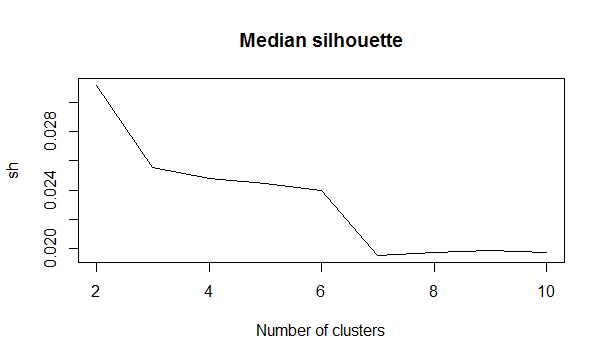 Median silhouette
sh
0.028
0.024
0.020
2 4 6 8 10
Number of clusters